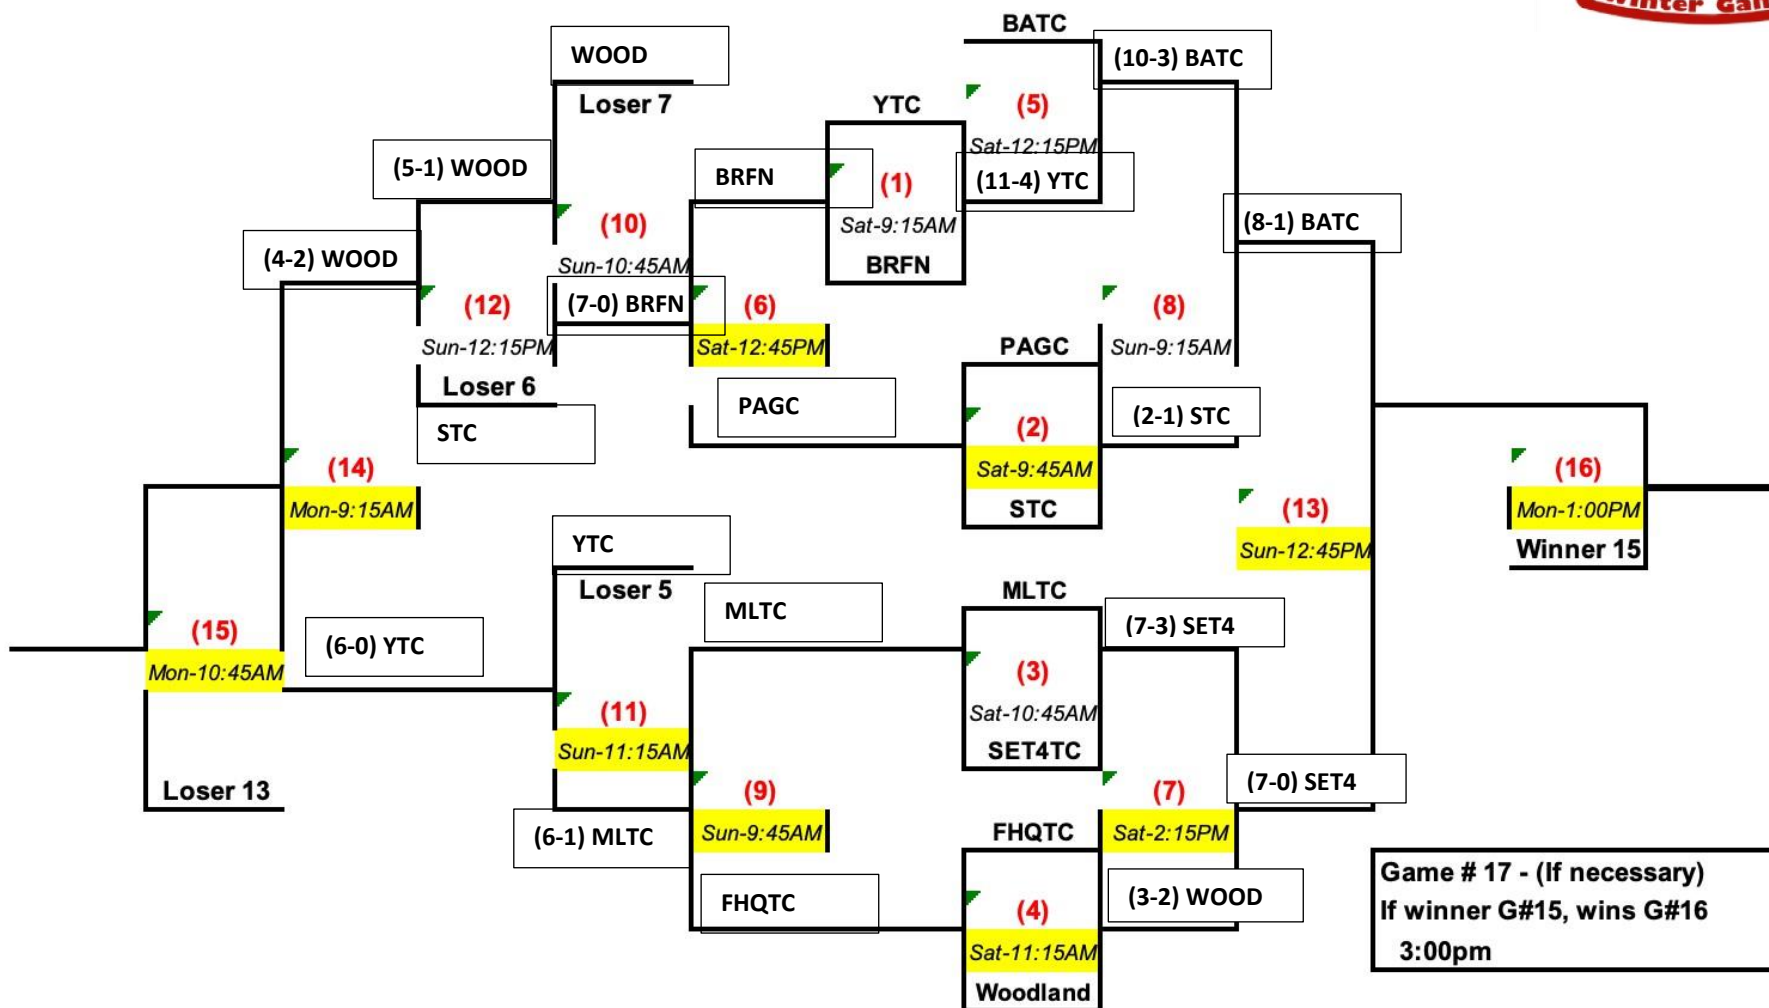 Winter Gam
BATC
WOOD
(10-3) BATC
Loser 7
YTC
(5)
Sat-12:15PM
(5-1) WOOD
BRFN
(1)
(11-4) YTC
(10)
Sat-9:15AM
(8-1) BATC
(4-2) WOOD
Sun-10:45AM
BRFN
(12)
(7-0) BRFN
(6)
(8)
Sun-12:15PM
Sat-12:45PM
PAGC
Sun-9:15AM
Loser 6
PAGC
(2-1) STC
STC
(2)
(14)
Sat-9:45AM
(16)
Mon-9:15AM
STC
(13)
Mon-1:00PM
YTC
Sun-12:45PM
Winner 15
Loser 5
MLTC
MLTC
(15)
(6-0) YTC
(7-3) SET4
Mon-10:45AM
(3)
(11)
Sat-10:45AM
Sun-11:15AM
SET4TC
Loser 13
(9)
(7)
(7-0) SET4
(6-1) MLTC
Sun-9:45AM
FHQTC
Sat-2:15PM
FHQTC
(4)
(3-2) WOOD
Sat-11:15AM
Woodland
Game # 17 - (If necessary)
If winner G#15, wins G#16
3:00pm